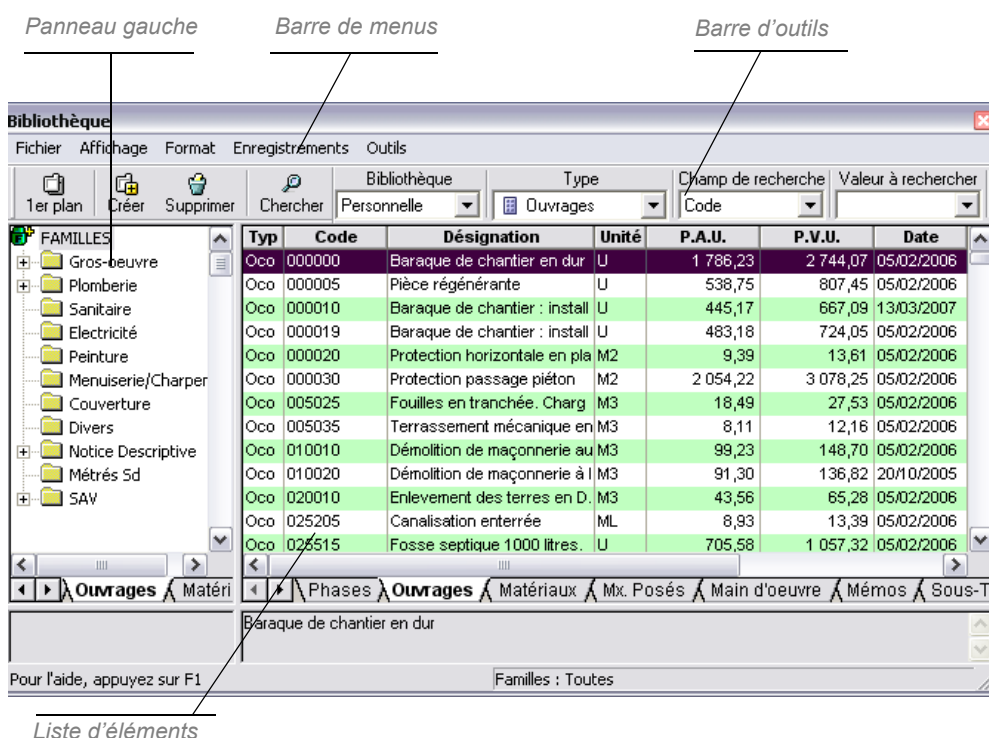 Panneau gauche Barre de menus Barre d'outils
Bibliothèque
Fichier Affichage Format Enregistrements Outils
Bibliothèque Type Champ de recherche Valeur à rechercher
1er plan Créer Supprimer Chercher Personnelle Ouvrages Code
FAMILLES
Gros-oeuvre
Plomberie
Sanitaire
Electricité
Peinture
Menuiserie/Charper
Couverture
Divers
Notice Descriptive
Métrés Sd
SAV
Typ Code Désignation Unité P.A.U. P.V.U. Date
Oco 000000 Baraque de chantier en dur U 1 786,23 2 744,07 05/02/2006
Oco 000005 Pièce régénérante U 538,75 807,45 05/02/2006
Oco 000010 Baraque de chantier : install U 445,17 667,09 13/03/2007
Oco 000019 Baraque de chantier : install U 483,18 724,05 05/02/2006
Oco 000020 Protection horizontale en pla M2 9,39 13,61 05/02/2006
Oco 000030 Protection passage piéton M2 2 054,22 3 078,25 05/02/2006
Oco 005025 Fouilles en tranchée. Charg M3 18,49 27,53 05/02/2006
Oco 005035 Terrassement mécanique en M3 8,11 12,16 05/02/2006
Oco 010010 Démolition de maçonnerie au M3 99,23 148,70 05/02/2006
Oco 010020 Démolition de maçonnerie à l M3 91,30 136,82 20/10/2005
Oco 020010 Enlevement des terres en D. M3 43,56 65,28 05/02/2006
Oco 025205 Canalisation enterrée ML 8,93 13,39 05/02/2006
Oco 025515 Fosse septique 1000 litres. U 705,58 1 057,32 05/02/2006
Ouvrages Matéri Phases Ouvrages Matériaux Mx. Posés Main d'oeuvre Mémos Sous-T
Baraque de chantier en dur
Pour l'aide, appuyez sur F1 Familles : Toutes
Liste d'éléments